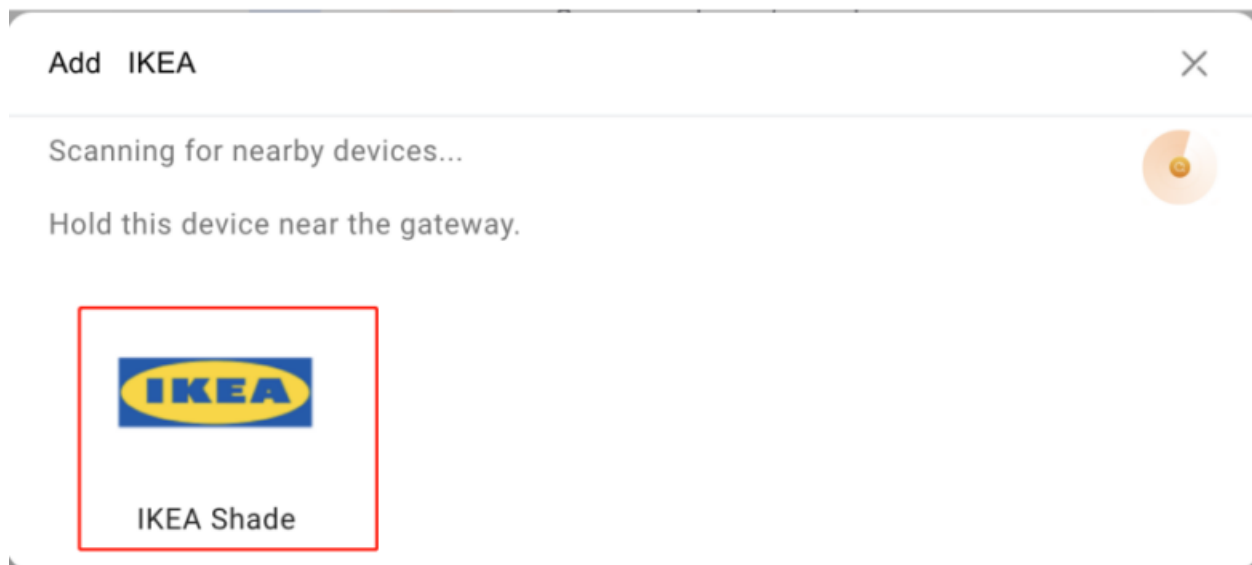 Add IKEA
Scanning for nearby devices...
Hold this device near the gateway.
IKEA
IKEA Shade